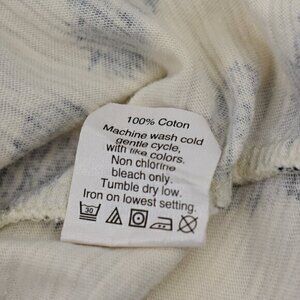 100% Coton
Machine wash cold
gentle cycle,
with like colors.
Non chlorine
bleach only.
Tumble dry low.
Iron on lowest setting.
30